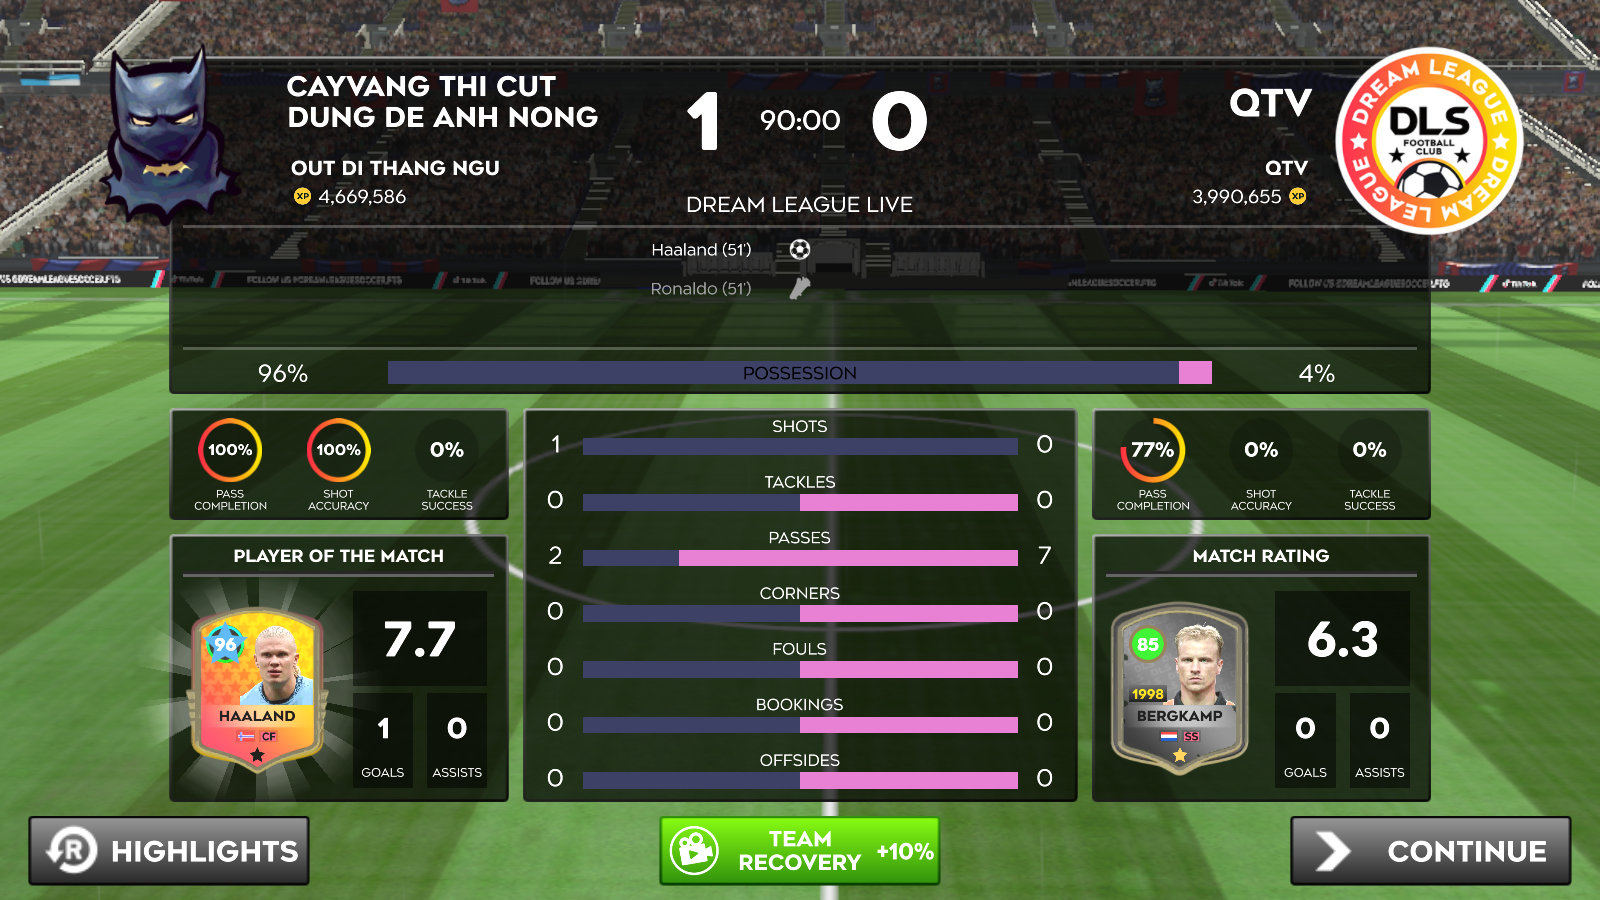 CAYVANG THI CUT
DUNG DE ANH NONG
OUT DI THANG NGU
XP 4,669,586
1 90:00 0
DREAM LEAGUE LIVE
QTV
QTV
3,990,655 XP
DREAM LEAGUE
DLS
FOOTBALL
CLUB
DREAM LEAGUE
Haaland (51')
Ronaldo (51')
TikTok
96% POSSESSION 4%
100% 100% 0%
PASS COMPLETION
SHOT ACCURACY
TACKLE SUCCESS
1 SHOTS 0
0 TACKLES 0
2 PASSES 7
0 CORNERS 0
0 FOULS 0
0 BOOKINGS 0
0 OFFSIDES 0
77% 0% 0%
PASS COMPLETION
SHOT ACCURACY
TACKLE SUCCESS
PLAYER OF THE MATCH
96
HAALAND
CF
7.7
1 0
GOALS ASSISTS
MATCH RATING
85
1998
BERGKAMP
SS
6.3
0 0
GOALS ASSISTS
R HIGHLIGHTS
TEAM
RECOVERY +10%
CONTINUE